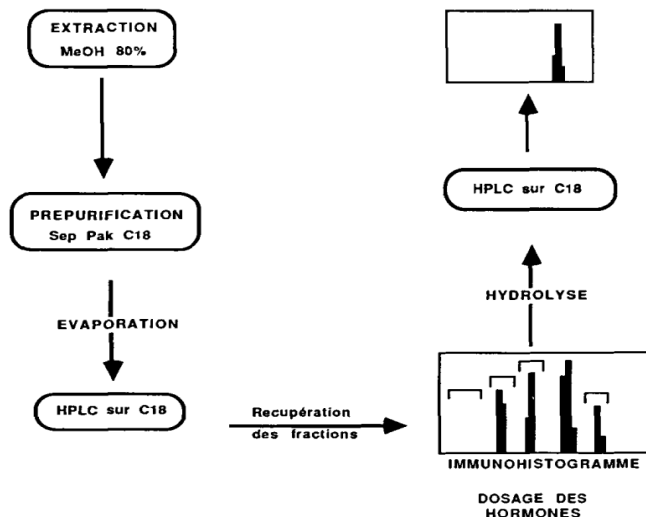 EXTRACTION
MeOH 80%
PREPURIFICATION
Sep Pak C18
EVAPORATION
HPLC sur C18
Recupération
des fractions
HPLC sur C18
HYDROLYSE
IMMUNOHISTOGRAMME
DOSAGE DES
HORMONES